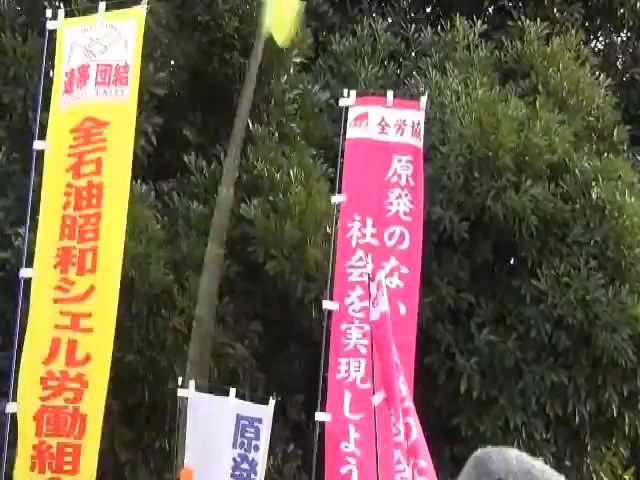 連帯 団結
UNITY
全石油昭和シェル労働組
全労協
原発のない
社会を実現しよう
原発